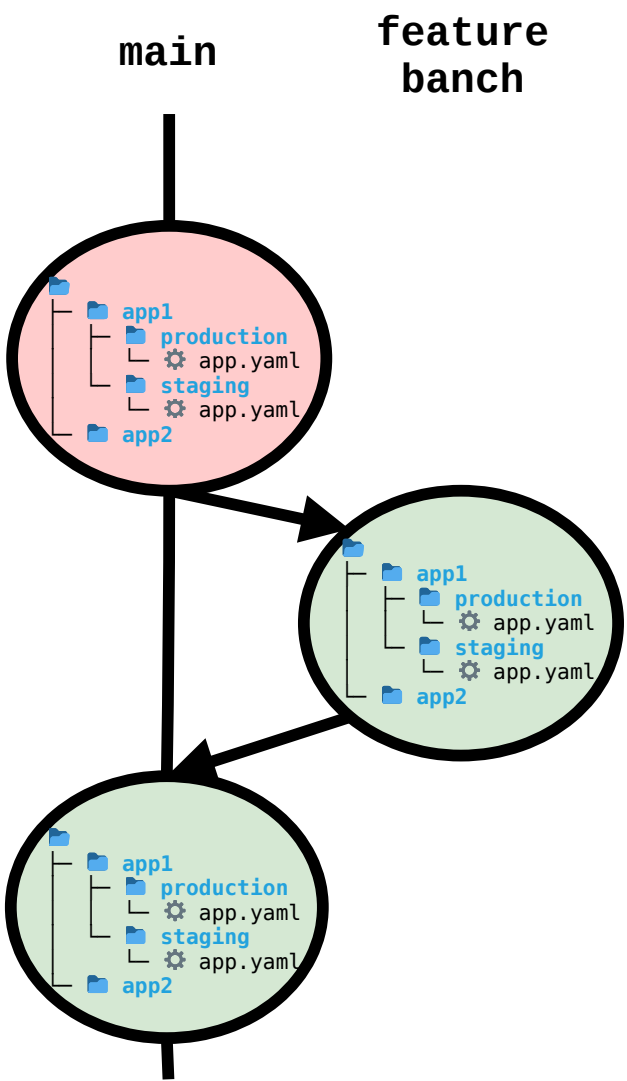 main
feature
banch
app1
production
app.yaml
staging
app.yaml
app2
app1
production
app.yaml
staging
app.yaml
app2
app1
production
app.yaml
staging
app.yaml
app2